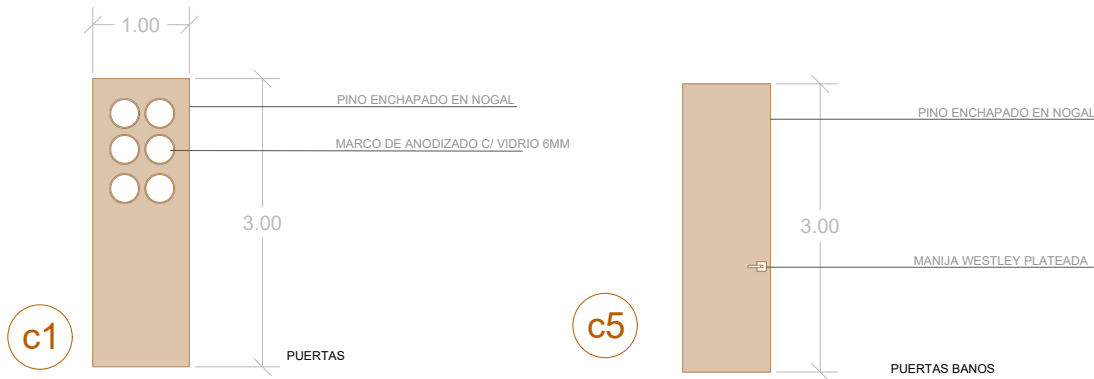 1.00
PINO ENCHAPADO EN NOGAL
MARCO DE ANODIZADO C/ VIDRIO 6MM
3.00
c1
PUERTAS
PINO ENCHAPADO EN NOGAL
3.00
MANIJA WESTLEY PLATEADA
c5
PUERTAS BANOS